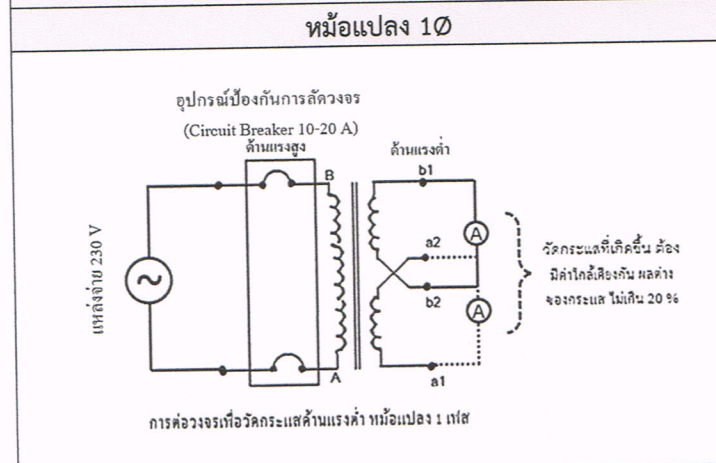 หม้อแปลง 1Ø
อุปกรณ์ป้องกันการลัดวงจร
(Circuit Breaker 10-20 A)
ด้านแรงสูง
ด้านแรงต่ำ
B
b1
A
a2
แหล่งจ่าย 230 V
วัดกระแสที่เกิดขึ้น ต้อง
มีค่าใกล้เคียงกัน ผลต่าง
ของกระแส ไม่เกิน 20 %
b2
A
A
a1
การต่อวงจรเพื่อวัดกระแสด้านแรงต่ำ หม้อแปลง 1 เฟส